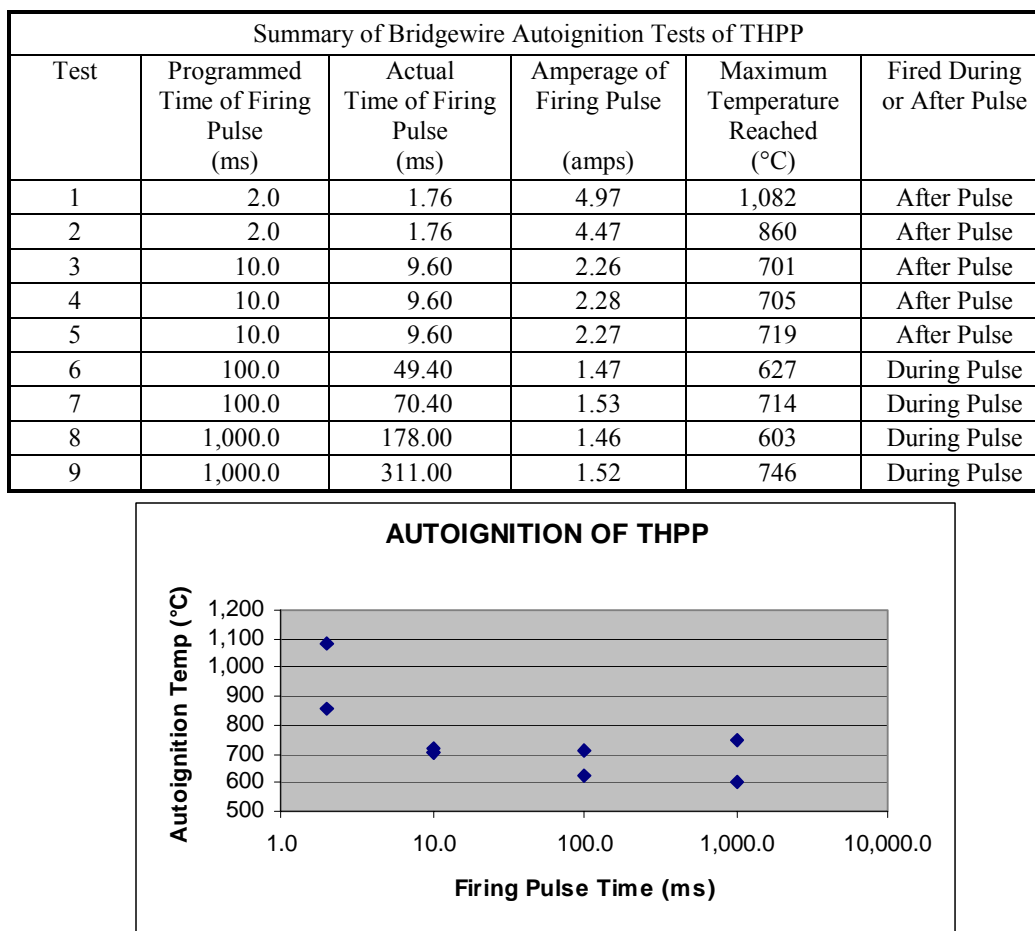 Summary of Bridgewire Autoignition Tests of THPP
Test Programmed Time of Firing Pulse (ms) Actual Time of Firing Pulse (ms) Amperage of Firing Pulse (amps) Maximum Temperature Reached (°C) Fired During or After Pulse
1 2.0 1.76 4.97 1,082 After Pulse
2 2.0 1.76 4.47 860 After Pulse
3 10.0 9.60 2.26 701 After Pulse
4 10.0 9.60 2.28 705 After Pulse
5 10.0 9.60 2.27 719 After Pulse
6 100.0 49.40 1.47 627 During Pulse
7 100.0 70.40 1.53 714 During Pulse
8 1,000.0 178.00 1.46 603 During Pulse
9 1,000.0 311.00 1.52 746 During Pulse
AUTOIGNITION OF THPP
Autoignition Temp (°C)
1,200
1,100
1,000
900
800
700
600
500
1.0 10.0 100.0 1,000.0 10,000.0
Firing Pulse Time (ms)